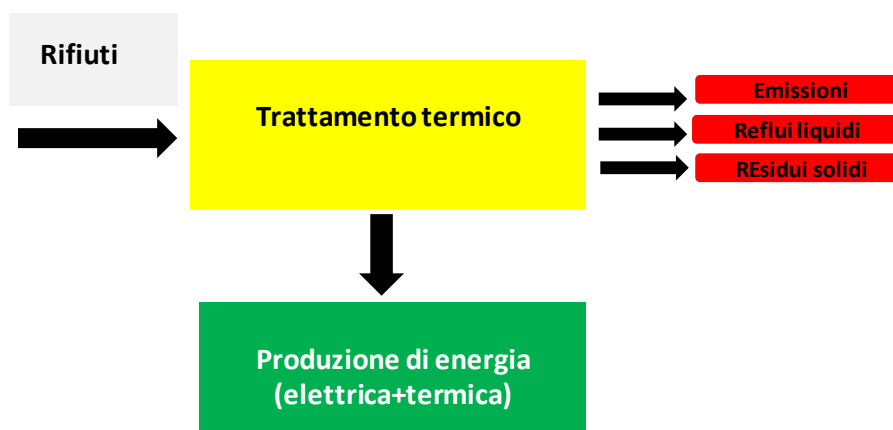 Rifiuti
Trattamento termico
Emissioni
Reflui liquidi
REsidui solidi
Produzione di energia
(elettrica+termica)